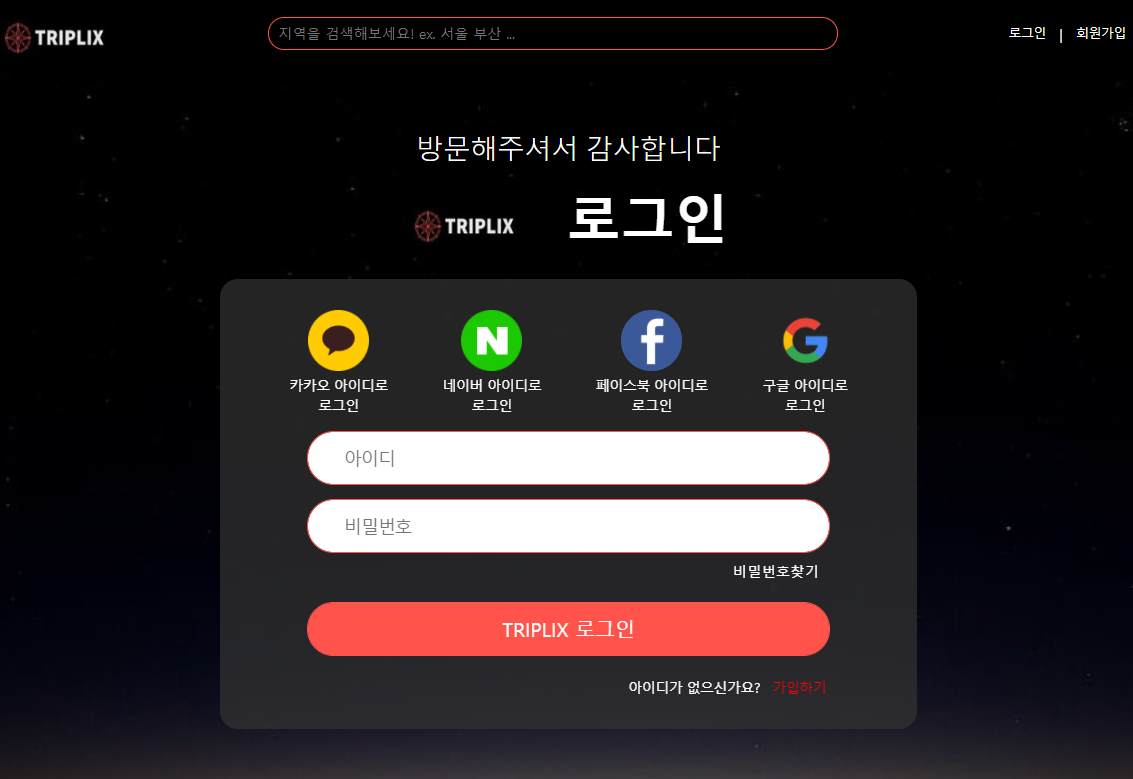 TRIPLIX
지역을 검색해보세요! ex. 서울 부산 ...
로그인 | 회원가입
방문해주셔서 감사합니다
TRIPLIX 로그인
카카오 아이디로
로그인
네이버 아이디로
로그인
페이스북 아이디로
로그인
구글 아이디로
로그인
아이디
비밀번호
비밀번호찾기
TRIPLIX 로그인
아이디가 없으신가요? 가입하기